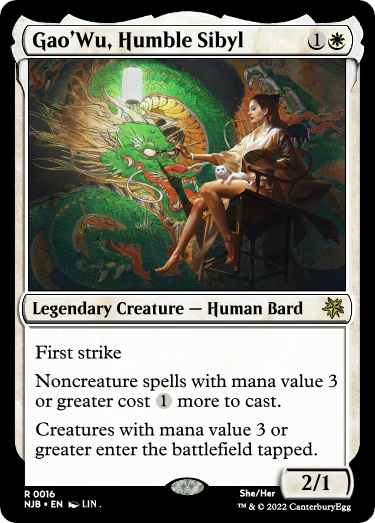 Gao'Wu, Humble Sibyl 1
Legendary Creature — Human Bard
First strike
Noncreature spells with mana value 3
or greater cost 1 more to cast.
Creatures with mana value 3 or
greater enter the battlefield tapped.
2/1
R 0016
NJB • EN LIN .
She/Her
™ & © 2022 CanterburyEgg